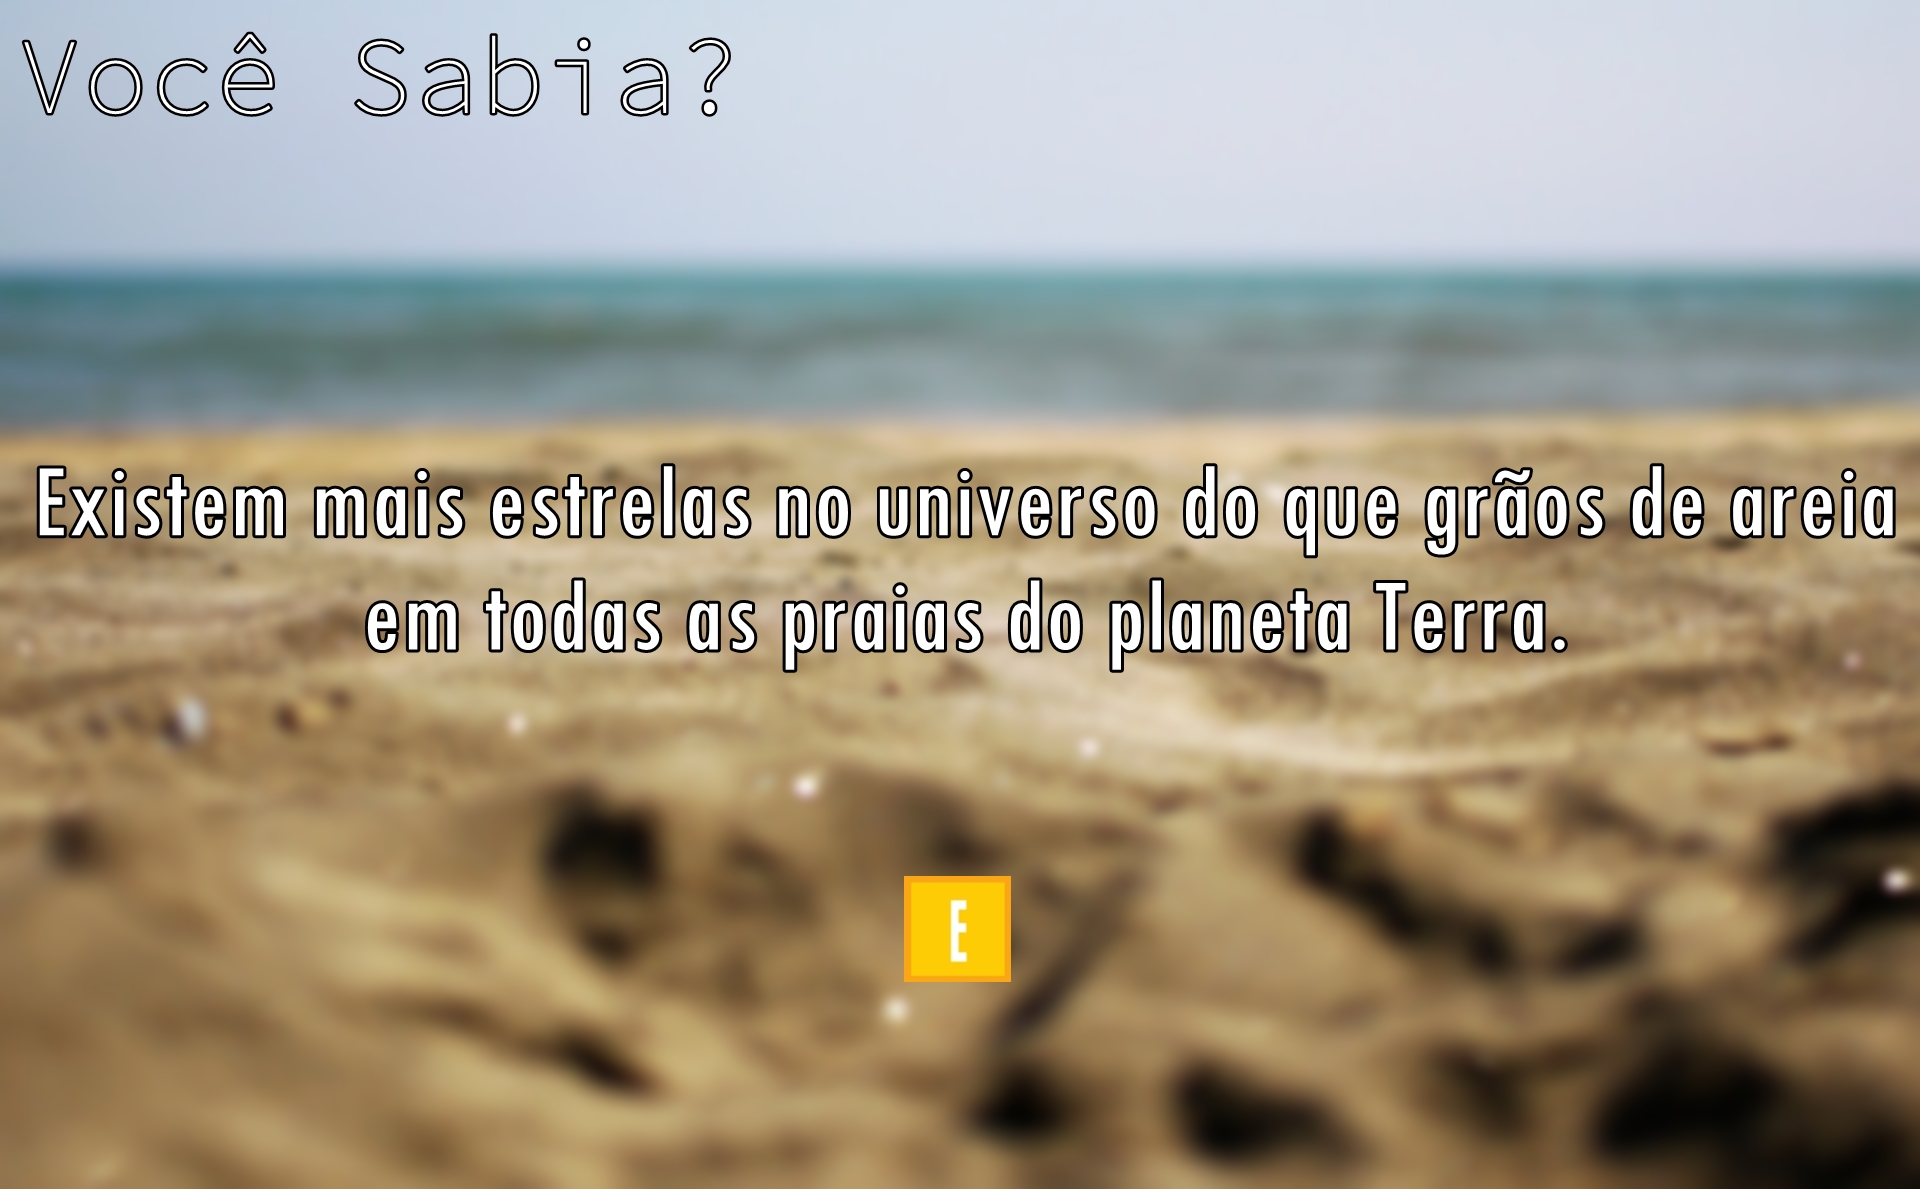 Você Sabia?
Existem mais estrelas no universo do que grãos de areia
em todas as praias do planeta Terra.
E